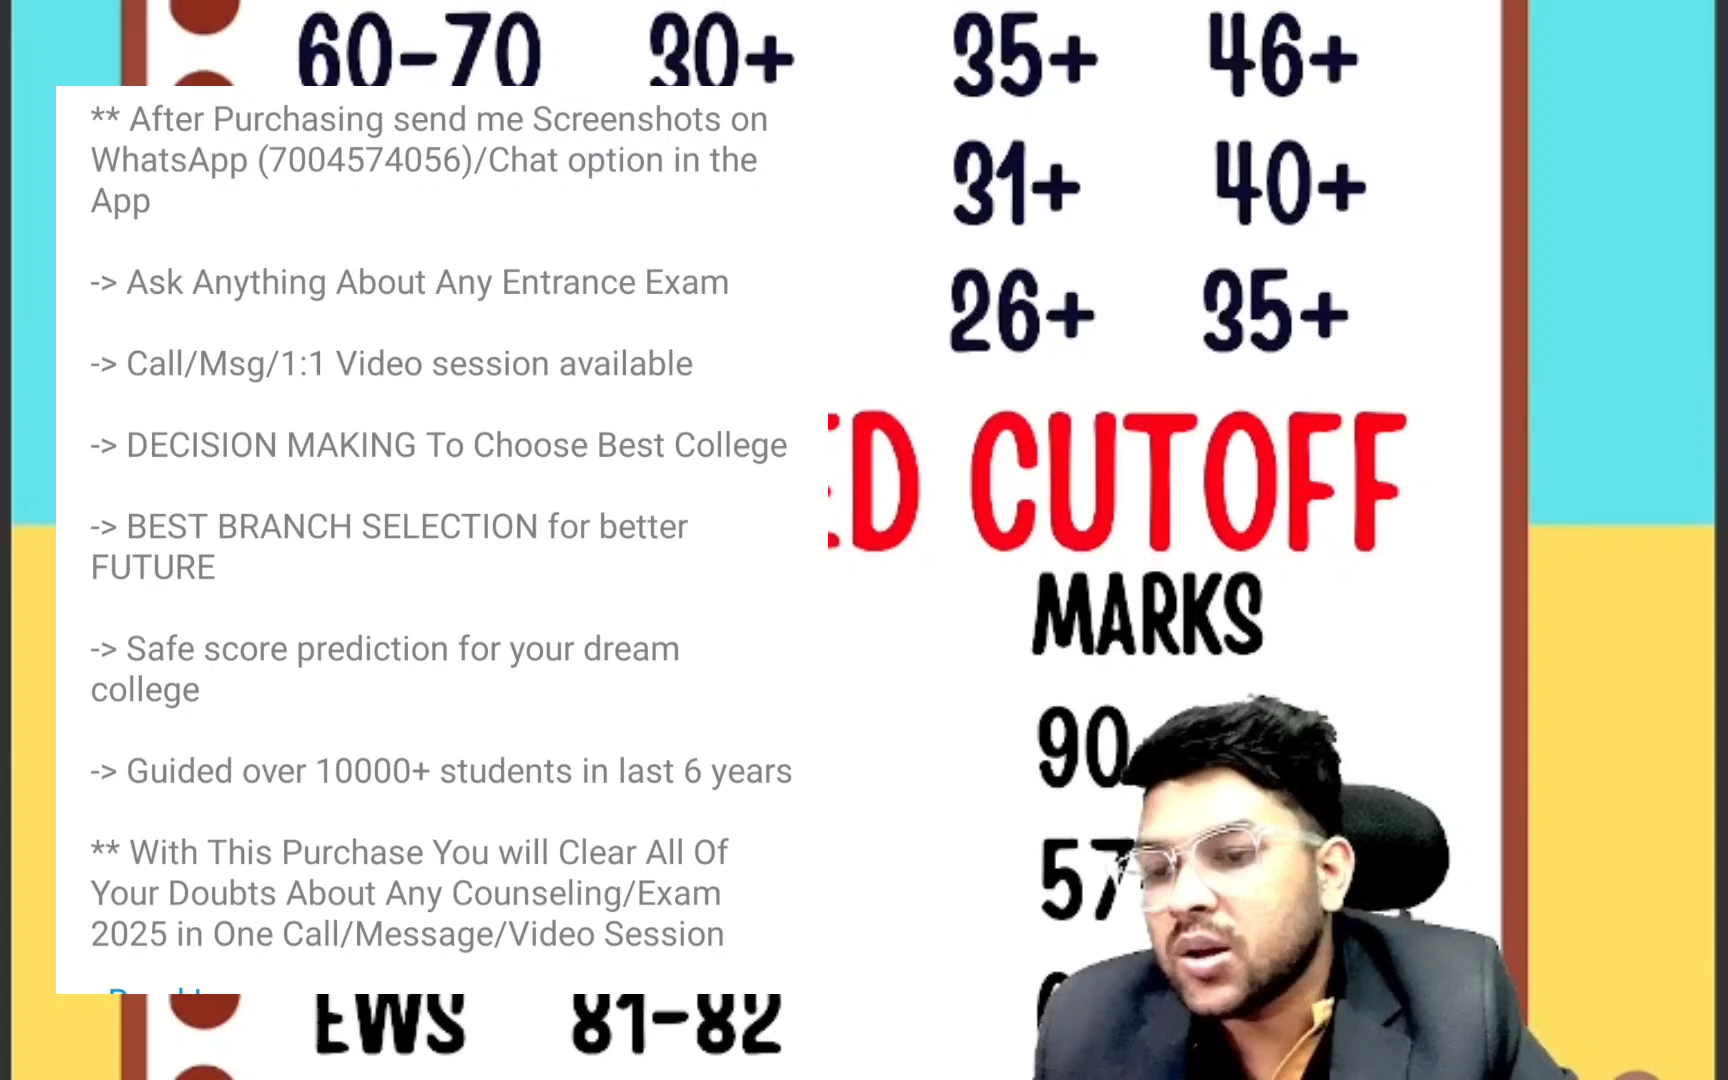 60-70 30+ 35+ 46+
** After Purchasing send me Screenshots on
WhatsApp (7004574056)/Chat option in the
App
31+ 40+
-> Ask Anything About Any Entrance Exam
26+ 35+
-> Call/Msg/1:1 Video session available
-> DECISION MAKING To Choose Best College
ED CUTOFF
-> BEST BRANCH SELECTION for better
FUTURE
MARKS
-> Safe score prediction for your dream
college
90
-> Guided over 10000+ students in last 6 years
57
** With This Purchase You will Clear All Of
Your Doubts About Any Counseling/Exam
2025 in One Call/Message/Video Session
EWS 81-82